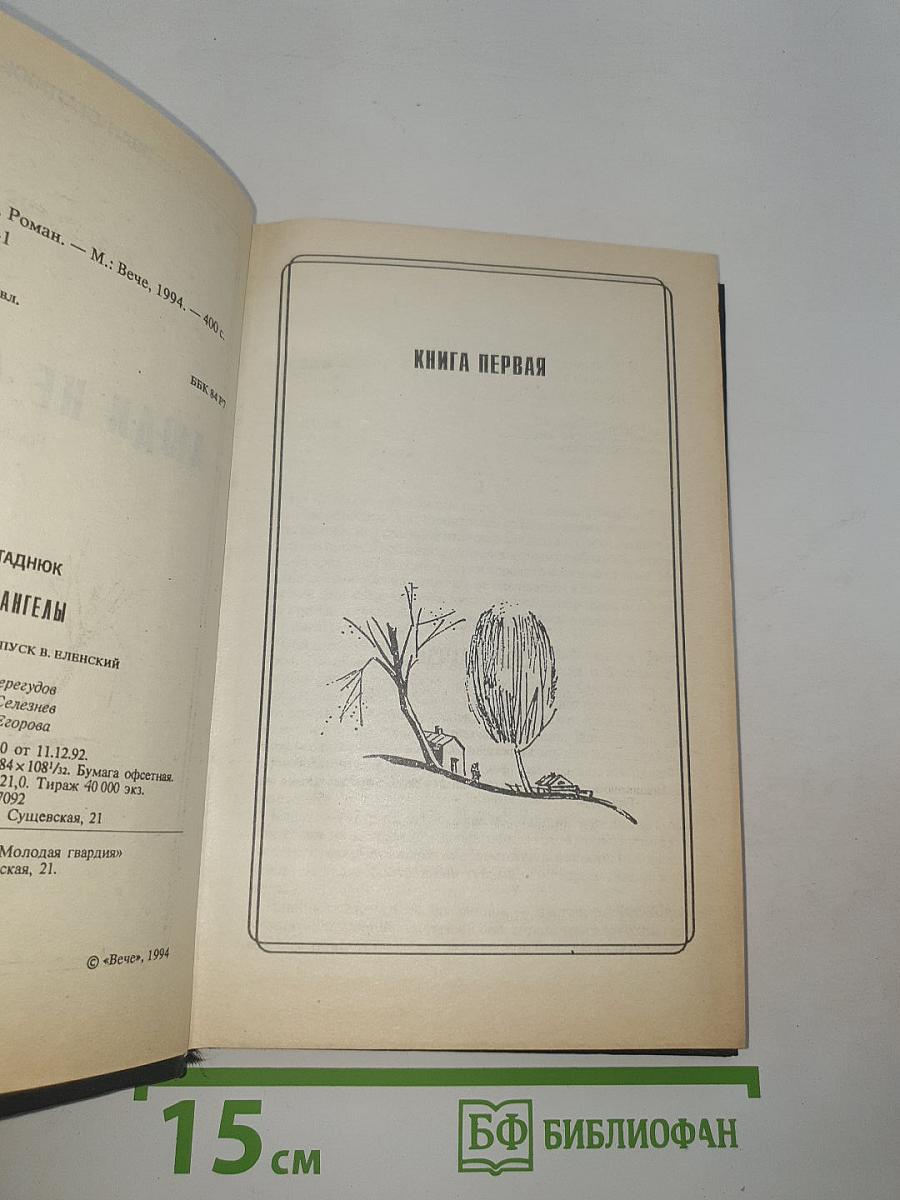 . Роман. — М.: Вече, 1994. — 400 с.
-1
вл.
ББК 84 Р7
ТАДНЮК
АНГЕЛЫ
ПУСК В. ЕЛЕНСКИЙ
ерегудов
Селезнев
Егорова
0 от 11.12.92.
84×108¹/₃₂. Бумага офсетная.
21,0. Тираж 40 000 экз.
7092
Сущевская, 21
Молодая гвардия»
ская, 21.
© «Вече», 1994
КНИГА ПЕРВАЯ
15 см
БФ БИБЛИОФАН